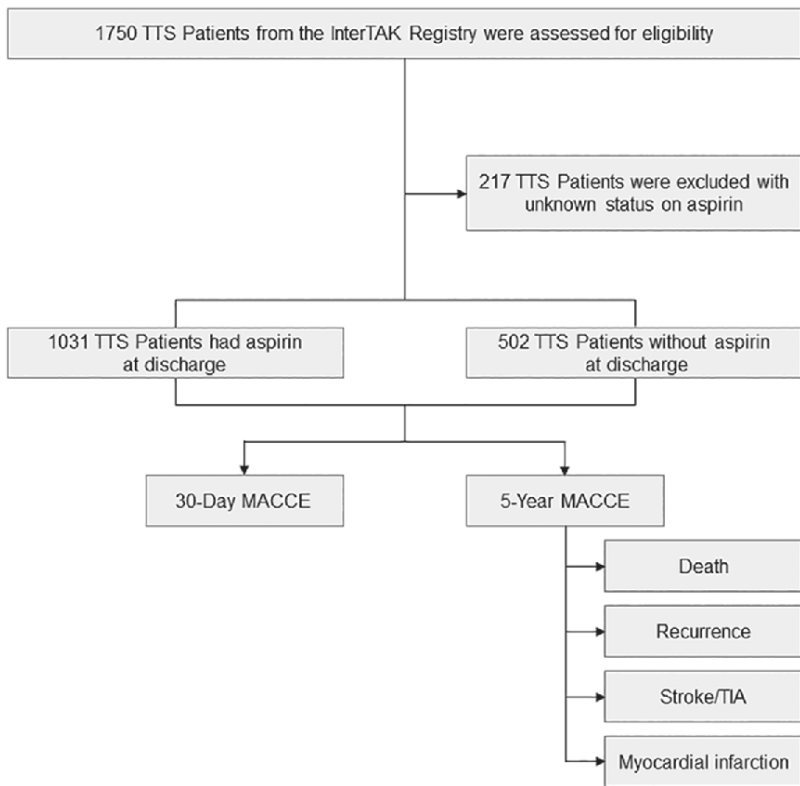 1750 TTS Patients from the InterTAK Registry were assessed for eligibility
217 TTS Patients were excluded with
unknown status on aspirin
1031 TTS Patients had aspirin
at discharge
502 TTS Patients without aspirin
at discharge
30-Day MACCE
5-Year MACCE
Death
Recurrence
Stroke/TIA
Myocardial infarction